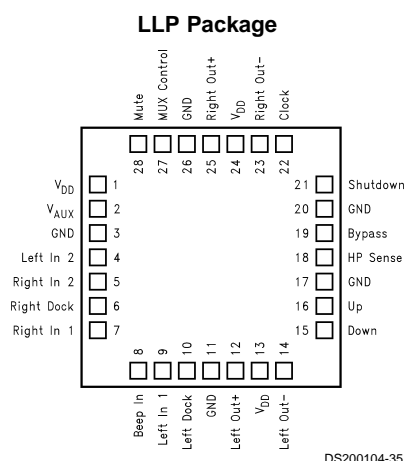 LLP Package
Mute
MUX Control
GND
Right Out+
VDD
Right Out−
Clock
28
27
26
25
24
23
22
VDD 1
VAUX 2
GND 3
Left In 2 4
Right In 2 5
Right Dock 6
Right In 1 7
21 Shutdown
20 GND
19 Bypass
18 HP Sense
17 GND
16 Up
15 Down
8
9
10
11
12
13
14
Beep In
Left In 1
Left Dock
GND
Left Out+
VDD
Left Out−
DS200104-35